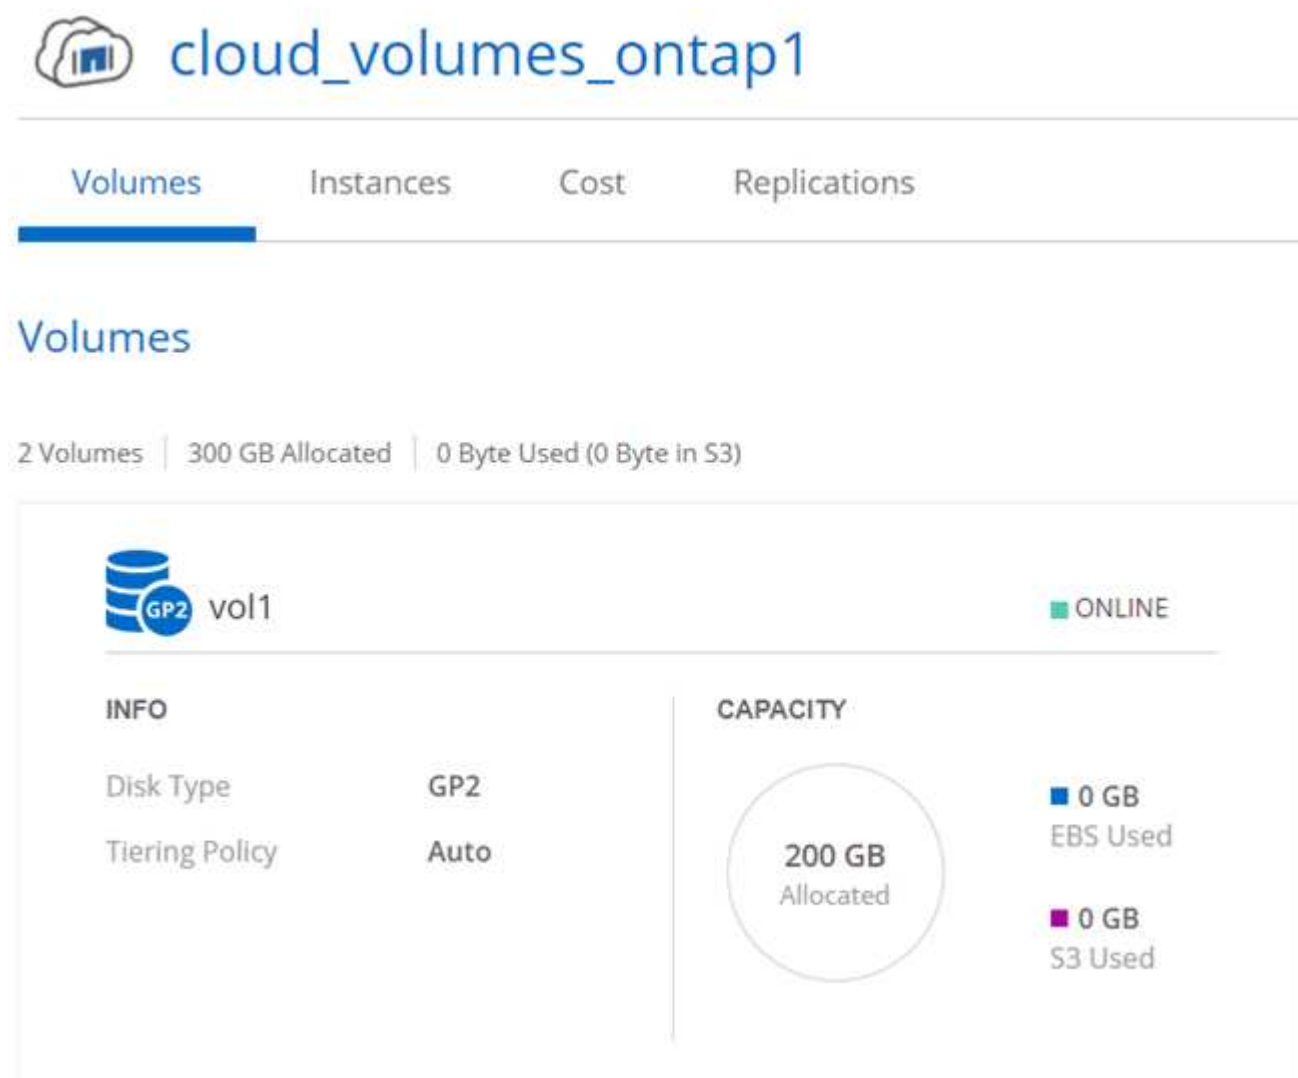 cloud_volumes_ontap1
Volumes Instances Cost Replications
Volumes
2 Volumes 300 GB Allocated 0 Byte Used (0 Byte in S3)
GP2 vol1 ONLINE
INFO CAPACITY
Disk Type GP2
Tiering Policy Auto
200 GB
Allocated
0 GB
EBS Used
0 GB
S3 Used